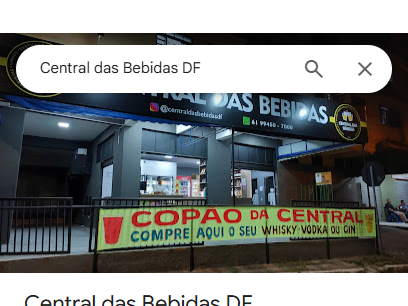 Central das Bebidas DF
TRAL DAS BEBIDAS
@centraldasbebidasdf
61 99450 - 7000
COPÃO DA CENTRAL
COMPRE AQUI O SEU WHISKY VODKA OU GIN
Central das Bebidas DF